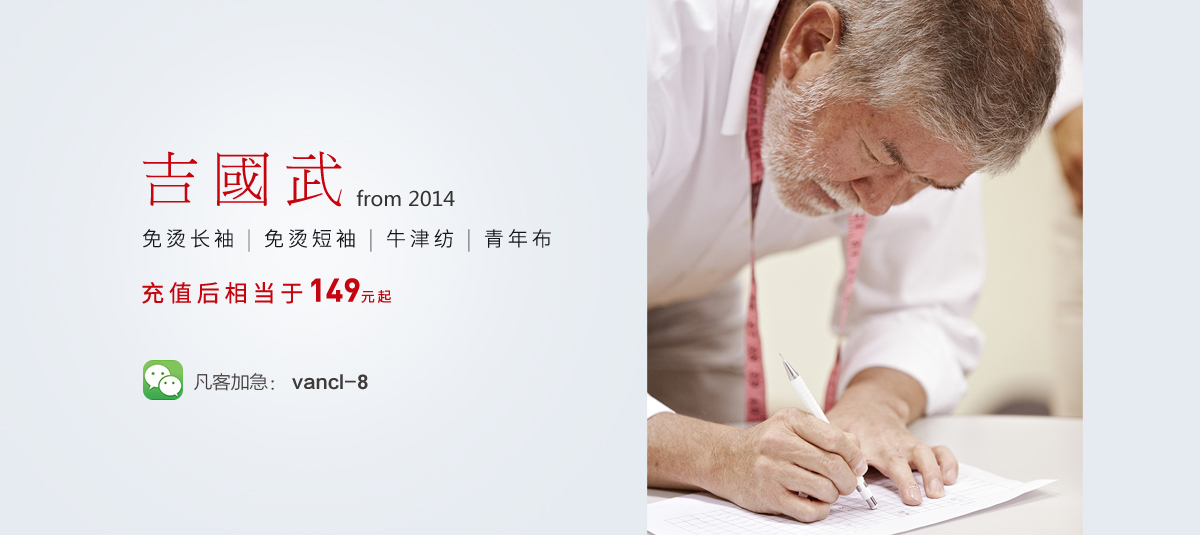 吉國武 from 2014
免烫长袖 | 免烫短袖 | 牛津纺 | 青年布
充值后相当于149元起
凡客加急： vancl-8